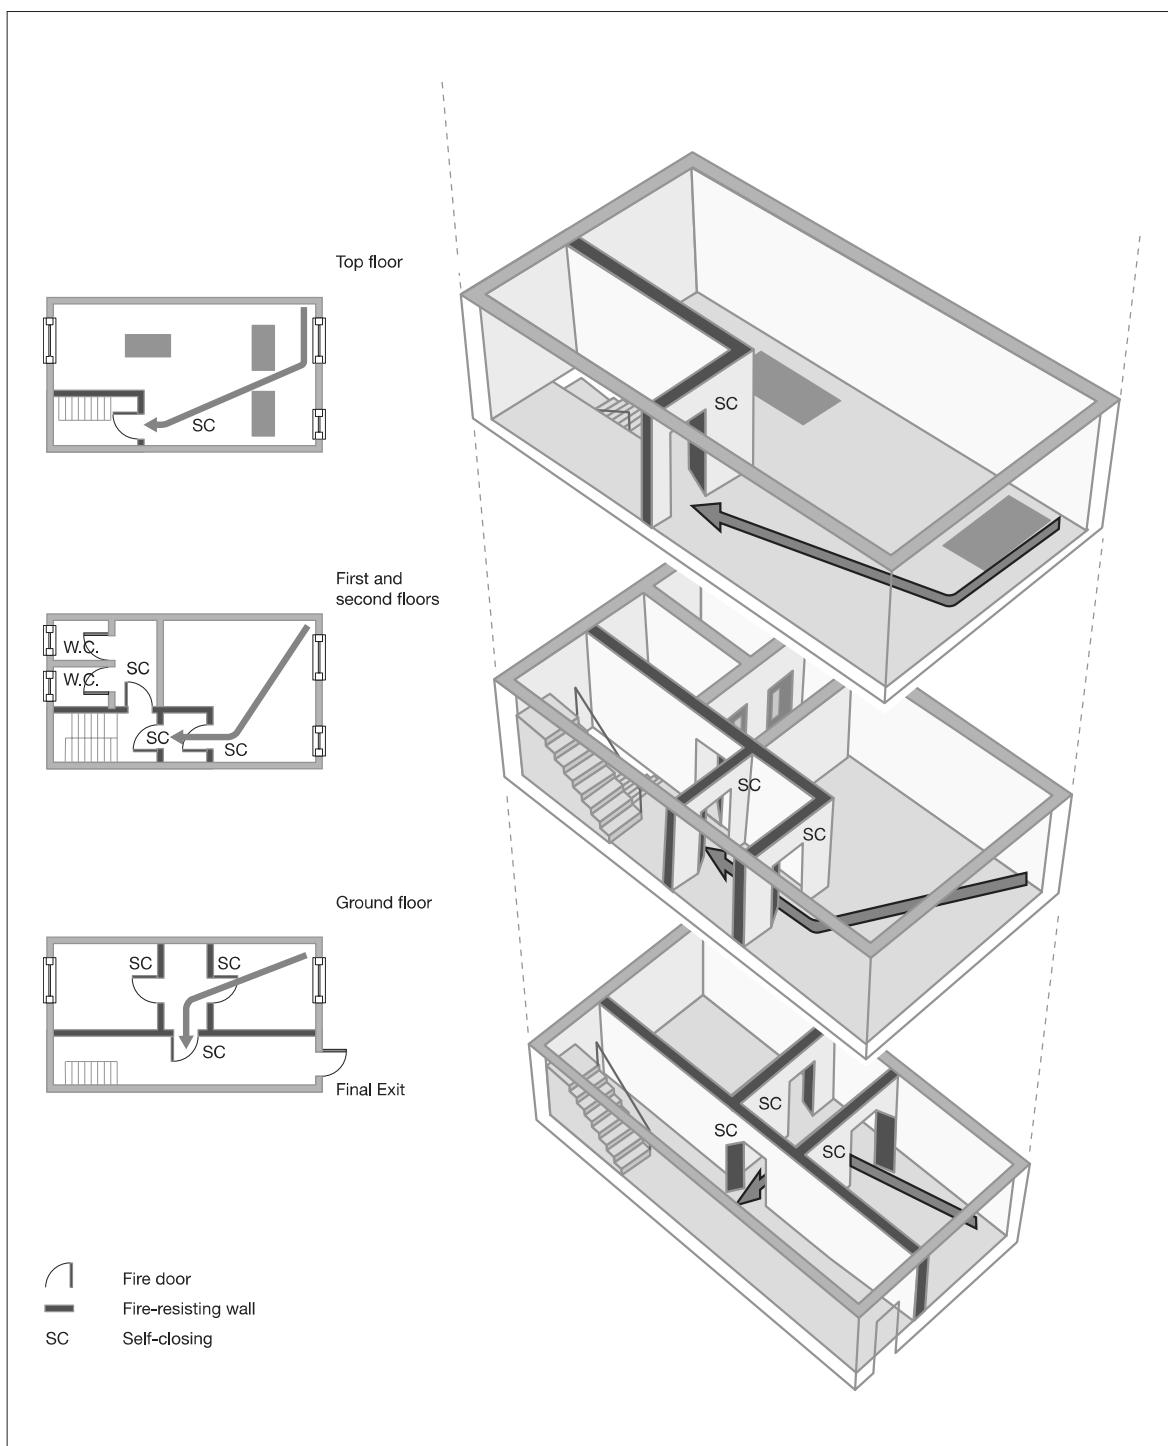 Top floor
SC
SC
First and
second floors
W.C.
SC
W.C.
SC
SC
SC
SC
Ground floor
SC
SC
SC
Final Exit
SC
SC
SC
Fire door
Fire-resisting wall
SC
Self-closing